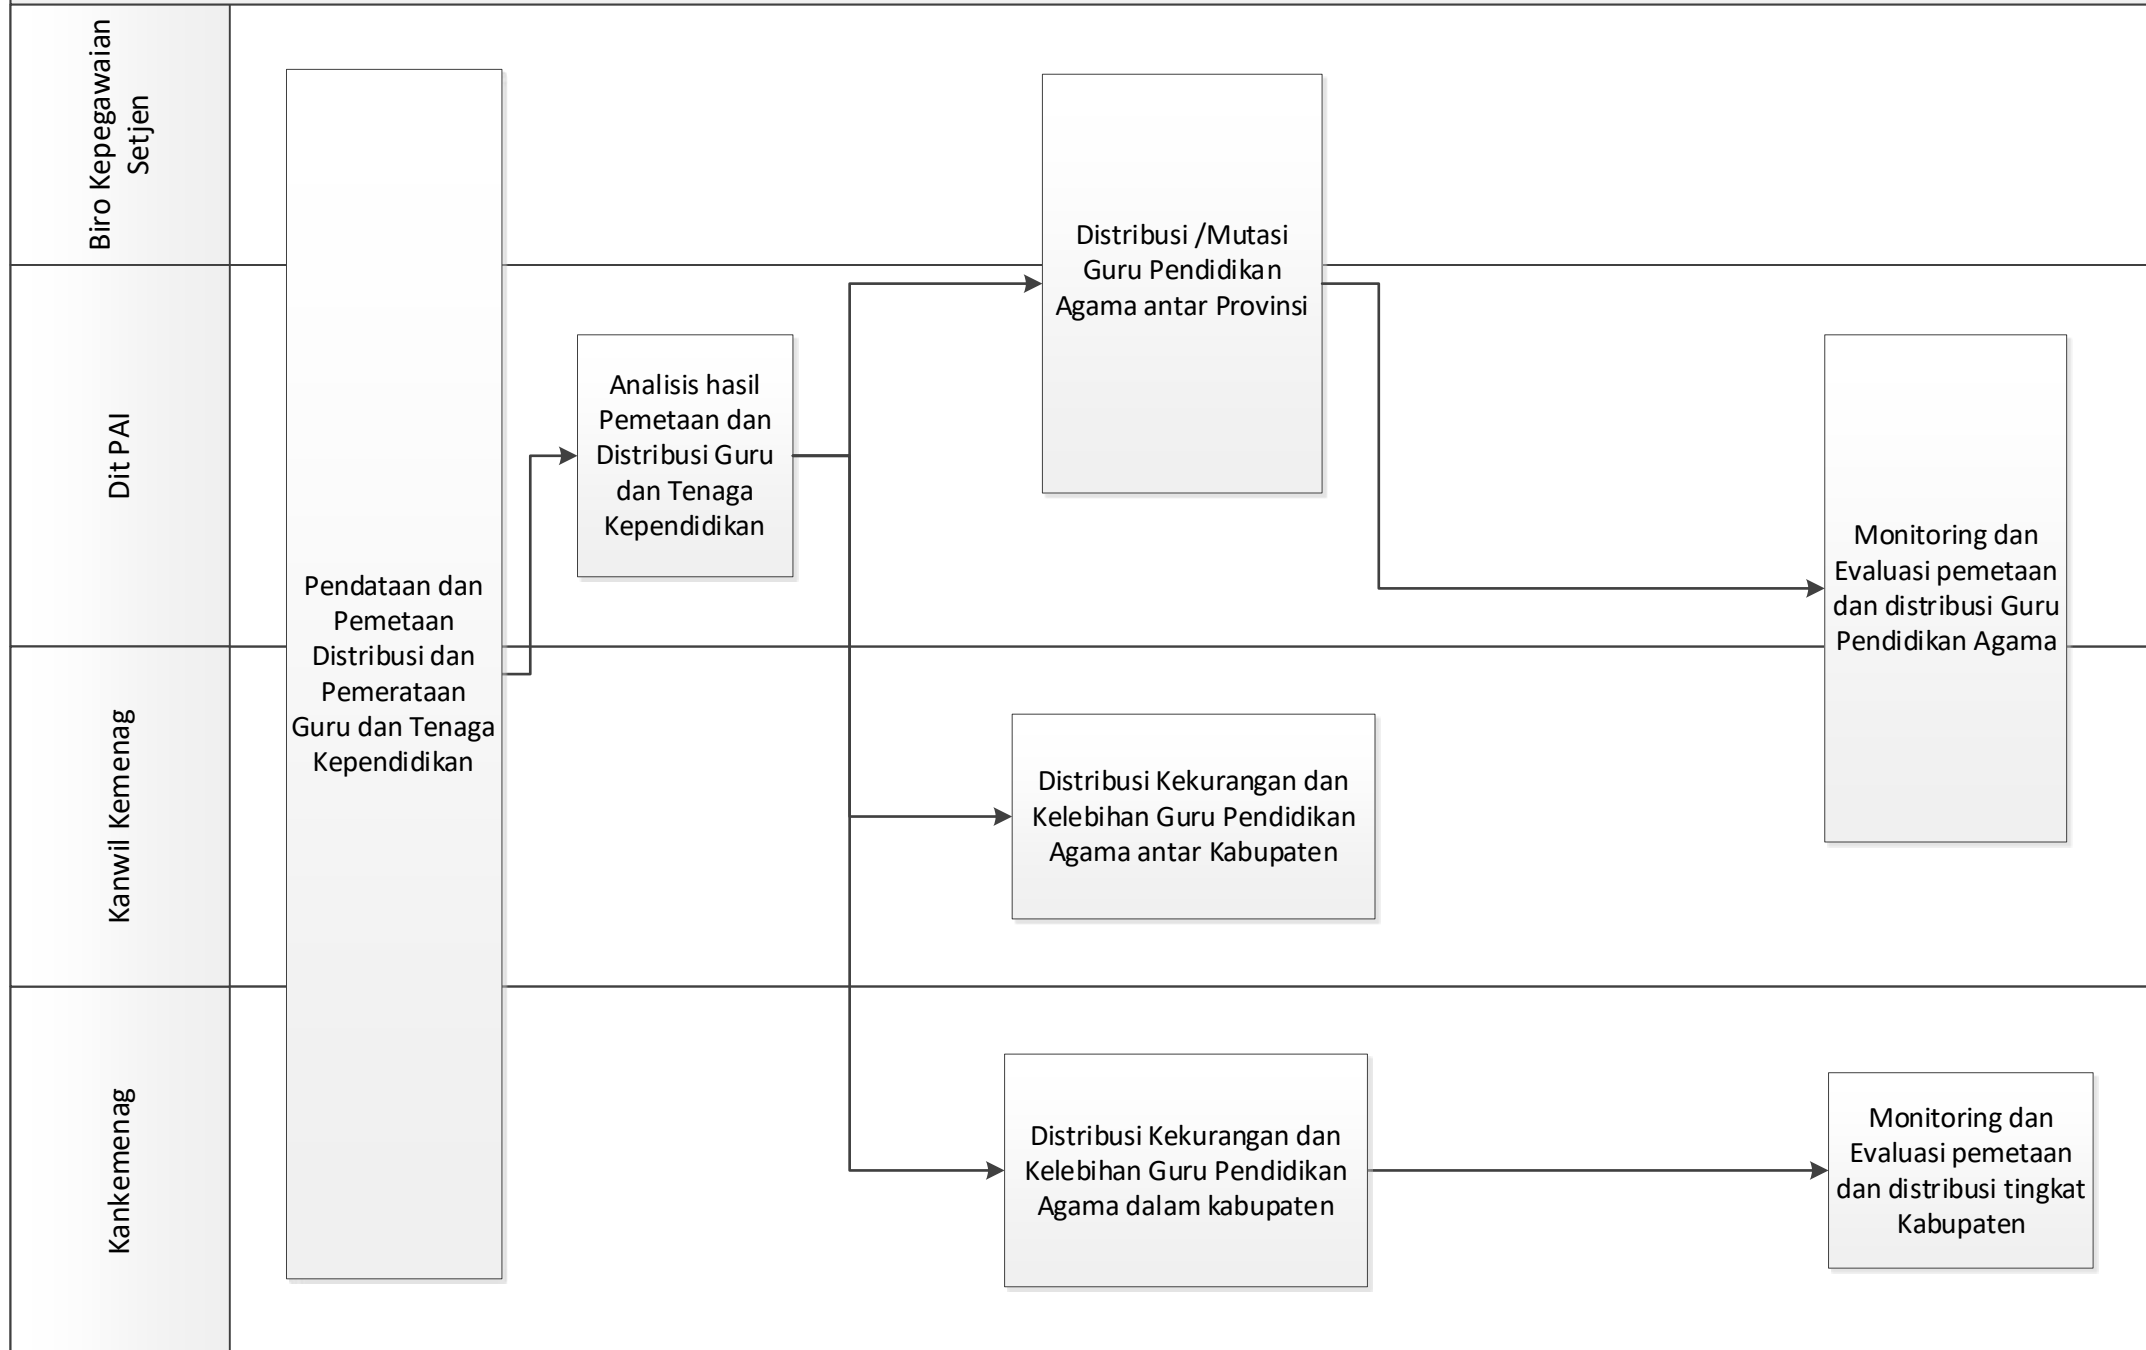 Biro Kepegawaian
Setjen
Dit PAI
Kanwil Kemenag
Kankemenag
Pendataan dan
Pemetaan
Distribusi dan
Pemerataan
Guru dan Tenaga
Kependidikan
Analisis hasil
Pemetaan dan
Distribusi Guru
dan Tenaga
Kependidikan
Distribusi /Mutasi
Guru Pendidikan
Agama antar Provinsi
Distribusi Kekurangan dan
Kelebihan Guru Pendidikan
Agama antar Kabupaten
Distribusi Kekurangan dan
Kelebihan Guru Pendidikan
Agama dalam kabupaten
Monitoring dan
Evaluasi pemetaan
dan distribusi Guru
Pendidikan Agama
Monitoring dan
Evaluasi pemetaan
dan distribusi tingkat
Kabupaten